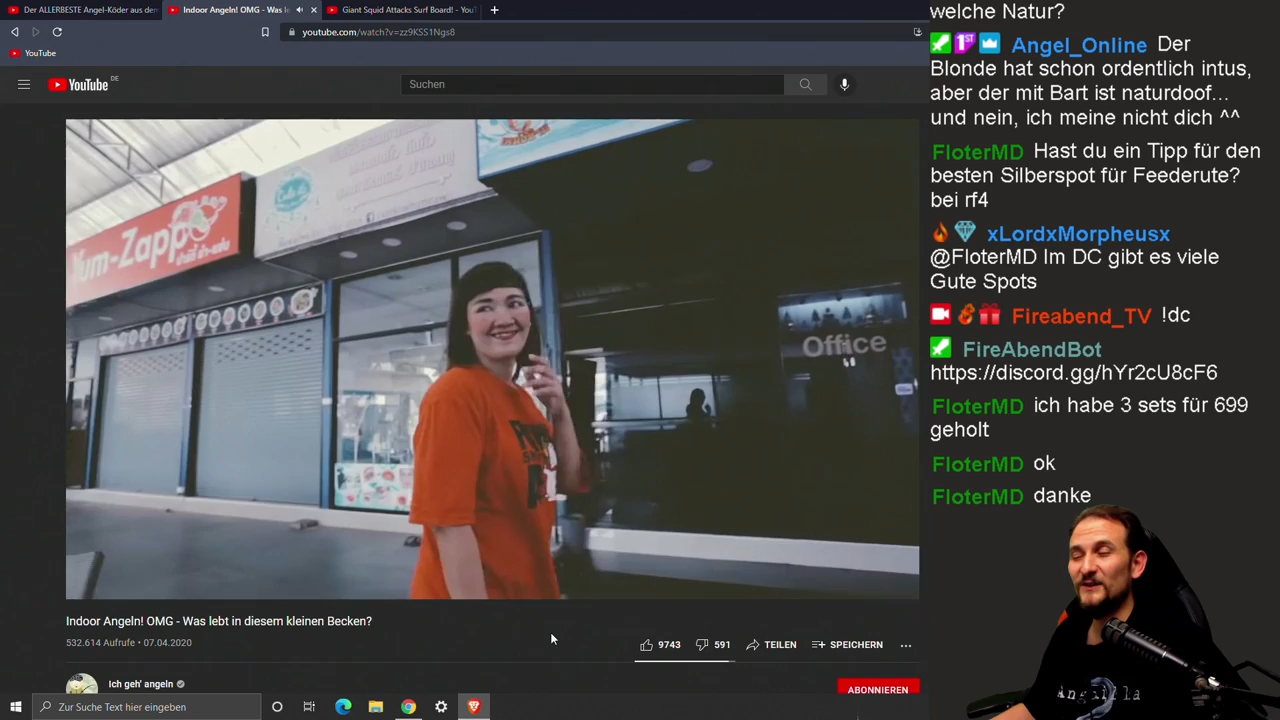 Der ALLERBESTE Angel-Köder aus den
Indoor Angeln! OMG - Was le
Giant Squid Attacks Surf Board! - YouT
youtube.com/watch?v=zz9KSS1Ngs8
YouTube
YouTube DE
Suchen
Yum-Zapp
Office
Indoor Angeln! OMG - Was lebt in diesem kleinen Becken?
532.614 Aufrufe • 07.04.2020
9743
591
TEILEN
SPEICHERN
Ich geh' angeln
ABONNIEREN
Zur Suche Text hier eingeben
welche Natur?
Angel_Online Der
Blonde hat schon ordentlich intus,
aber der mit Bart ist naturdoof...
und nein, ich meine nicht dich ^^
FloterMD Hast du ein Tipp für den
besten Silberspot für Feederute?
bei rf4
xLordxMorpheusx
@FloterMD Im DC gibt es viele
Gute Spots
Fireabend_TV !dc
FireAbendBot
https://discord.gg/hYr2cU8cF6
FloterMD ich habe 3 sets für 699
geholt
FloterMD ok
FloterMD danke